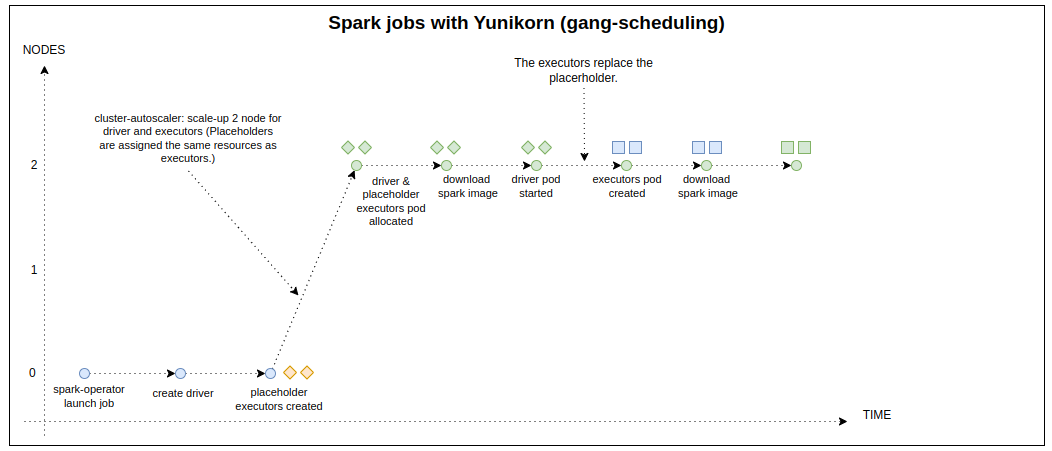 Spark jobs with Yunikorn (gang-scheduling)
NODES
The executors replace the
placerholder.
cluster-autoscaler: scale-up 2 node for
driver and executors (Placeholders
are assigned the same resources as
executors.)
2
driver &
placeholder
executors pod
allocated
download
spark image
driver pod
started
executors pod
created
download
spark image
1
0
spark-operator
launch job
create driver
placeholder
executors created
TIME